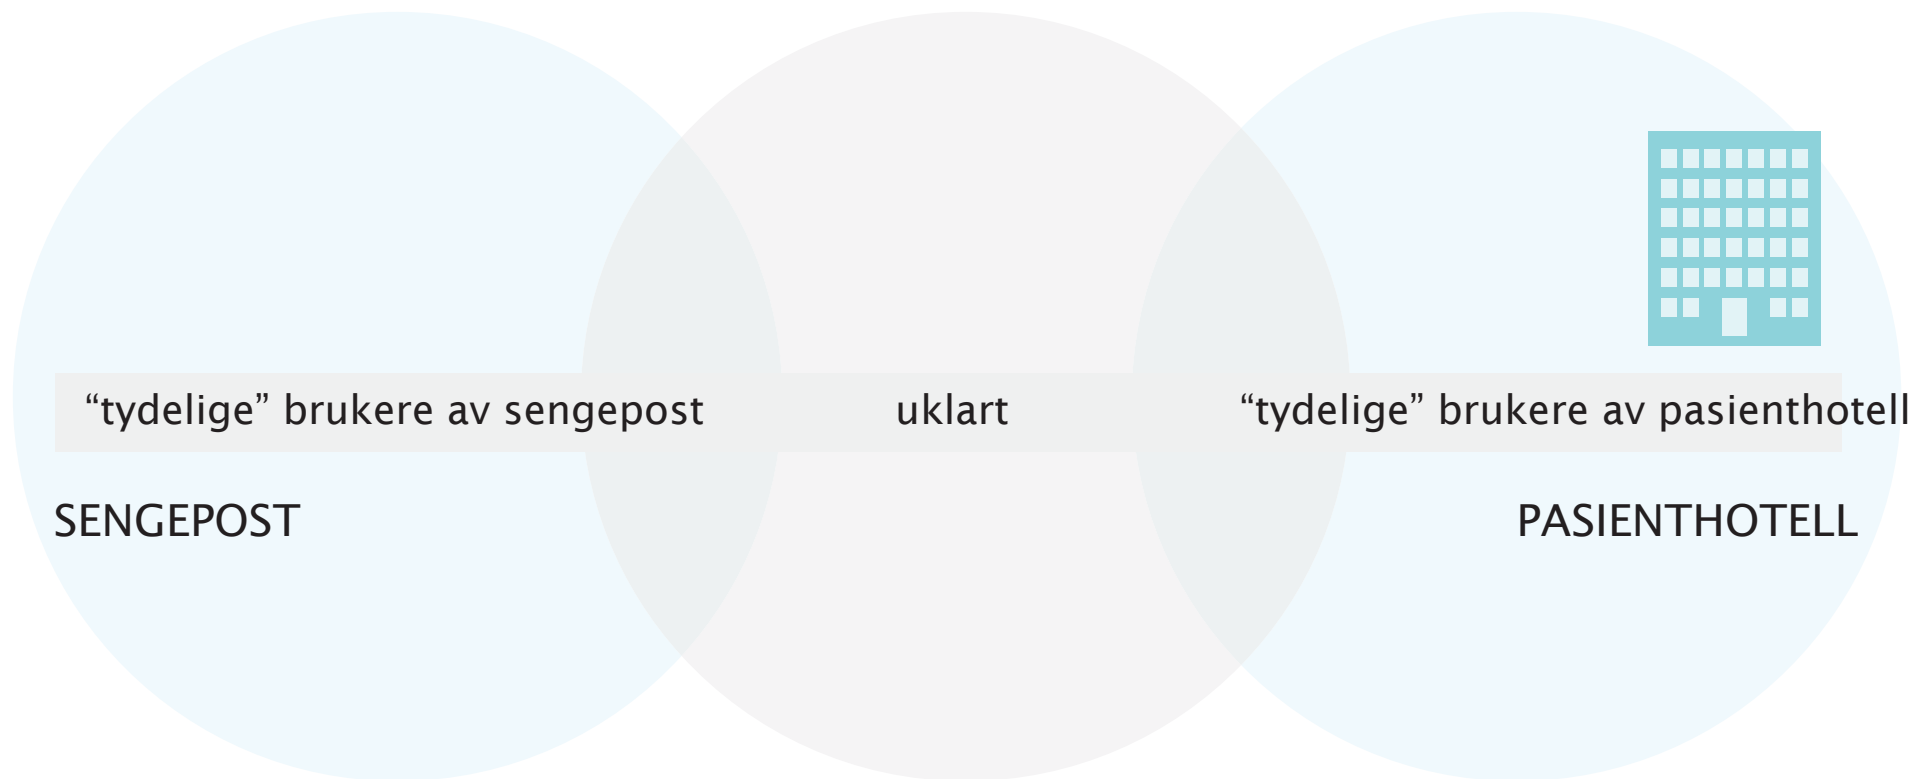 “tydelige” brukere av sengepost
uklart
“tydelige” brukere av pasienthotell
SENGEPOST
PASIENTHOTELL